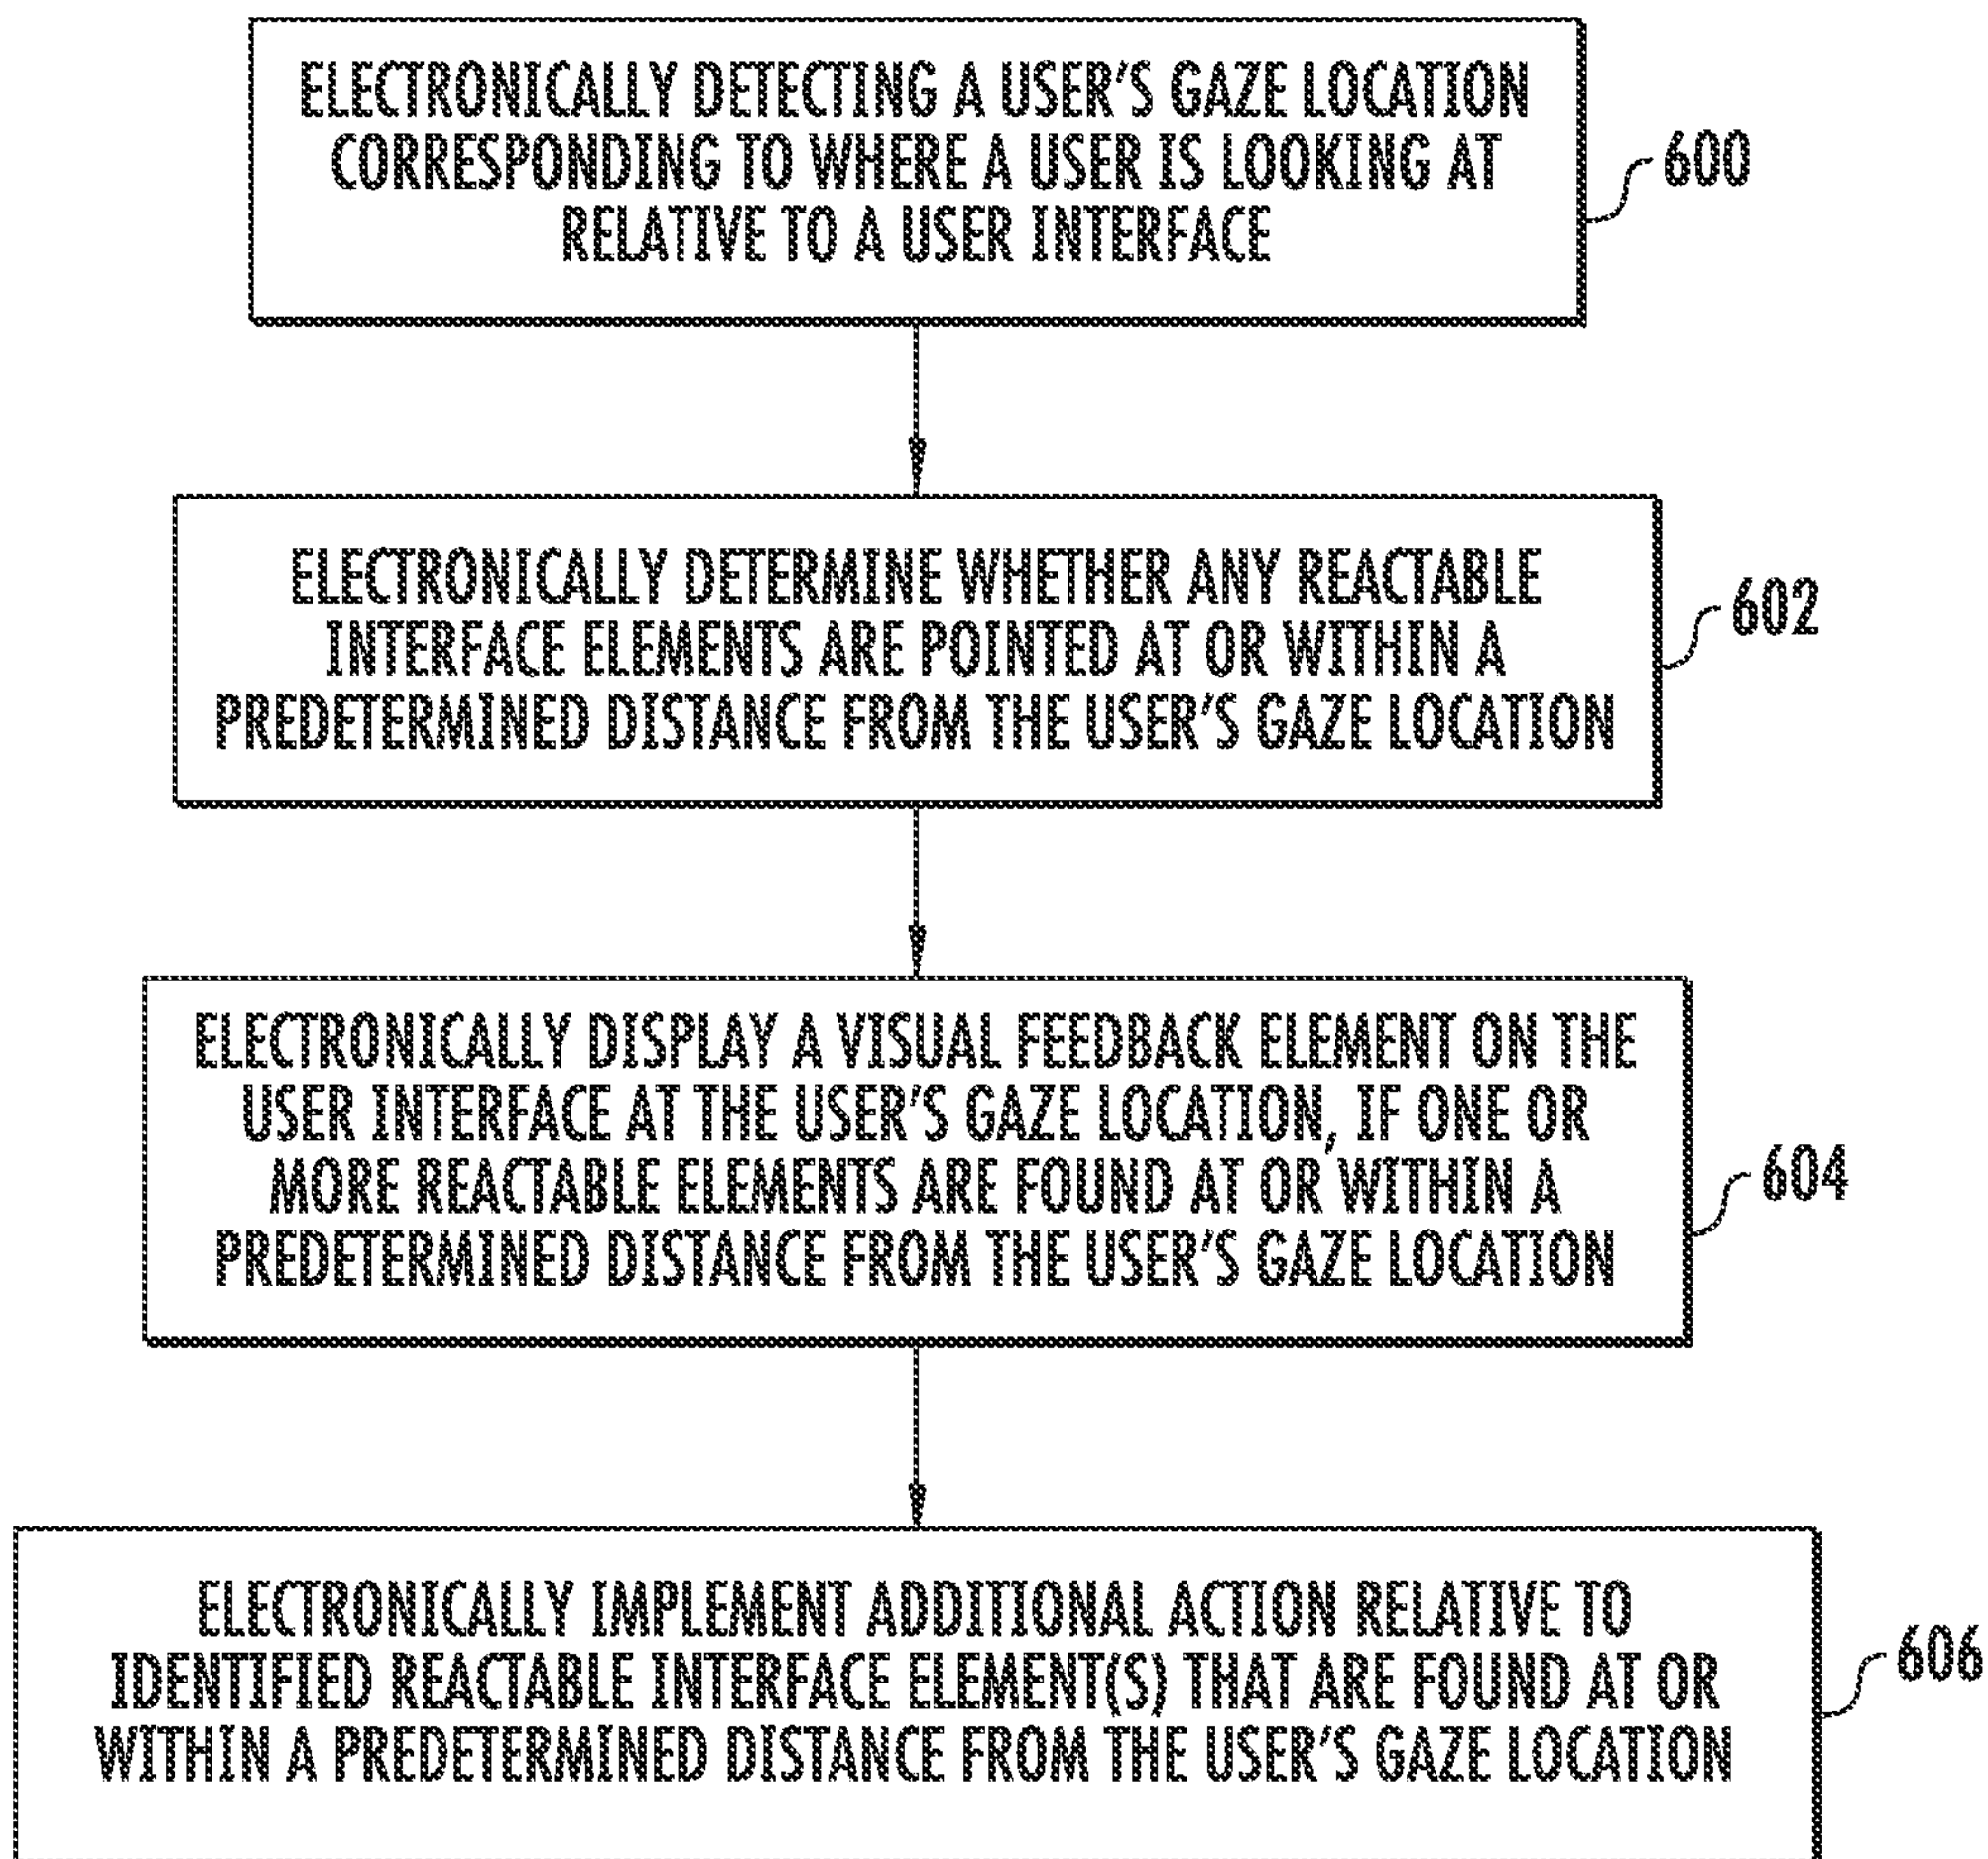 ELECTRONICALLY DETECTING A USER'S GAZE LOCATION
CORRESPONDING TO WHERE A USER IS LOOKING AT
RELATIVE TO A USER INTERFACE
600
ELECTRONICALLY DETERMINE WHETHER ANY REACTABLE
INTERFACE ELEMENTS ARE POINTED AT OR WITHIN A
PREDETERMINED DISTANCE FROM THE USER'S GAZE LOCATION
602
ELECTRONICALLY DISPLAY A VISUAL FEEDBACK ELEMENT ON THE
USER INTERFACE AT THE USER'S GAZE LOCATION, IF ONE OR
MORE REACTABLE ELEMENTS ARE FOUND AT OR WITHIN A
PREDETERMINED DISTANCE FROM THE USER'S GAZE LOCATION
604
ELECTRONICALLY IMPLEMENT ADDITIONAL ACTION RELATIVE TO
IDENTIFIED REACTABLE INTERFACE ELEMENT(S) THAT ARE FOUND AT OR
WITHIN A PREDETERMINED DISTANCE FROM THE USER'S GAZE LOCATION
606